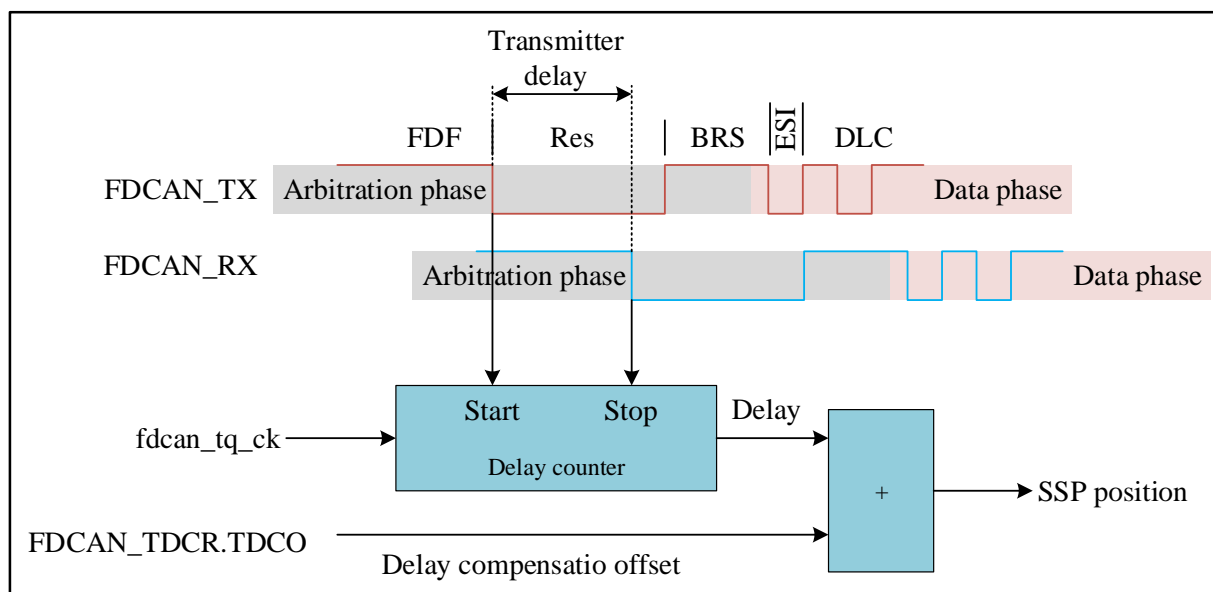 Transmitter
delay
FDF Res BRS ESI DLC
FDCAN_TX Arbitration phase Data phase
FDCAN_RX Arbitration phase Data phase
Start Stop Delay
fdcan_tq_ck
Delay counter
+ SSP position
FDCAN_TDCR.TDCO
Delay compensatio offset